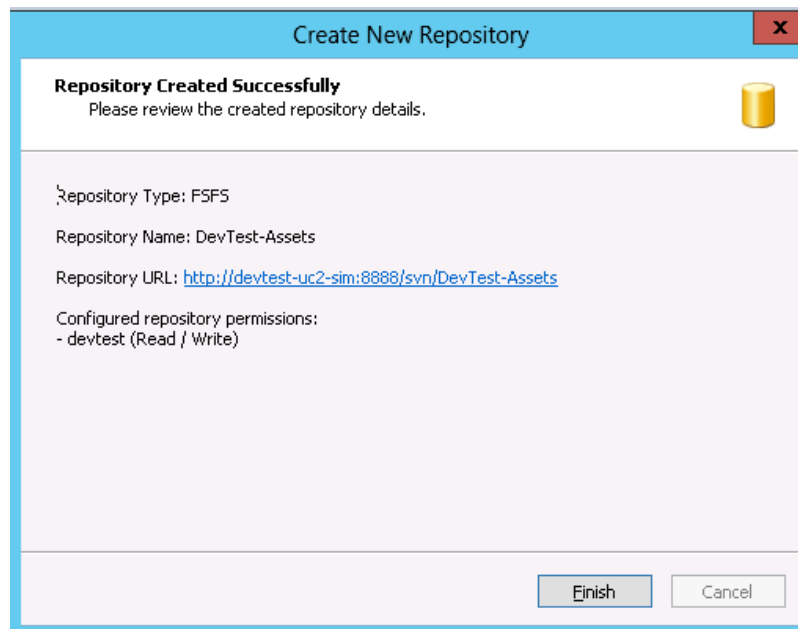 Create New Repository
x
Repository Created Successfully
Please review the created repository details.
Repository Type: FSFS
Repository Name: DevTest-Assets
Repository URL: http://devtest-uc2-sim:8888/svn/DevTest-Assets
Configured repository permissions:
- devtest (Read / Write)
Finish
Cancel